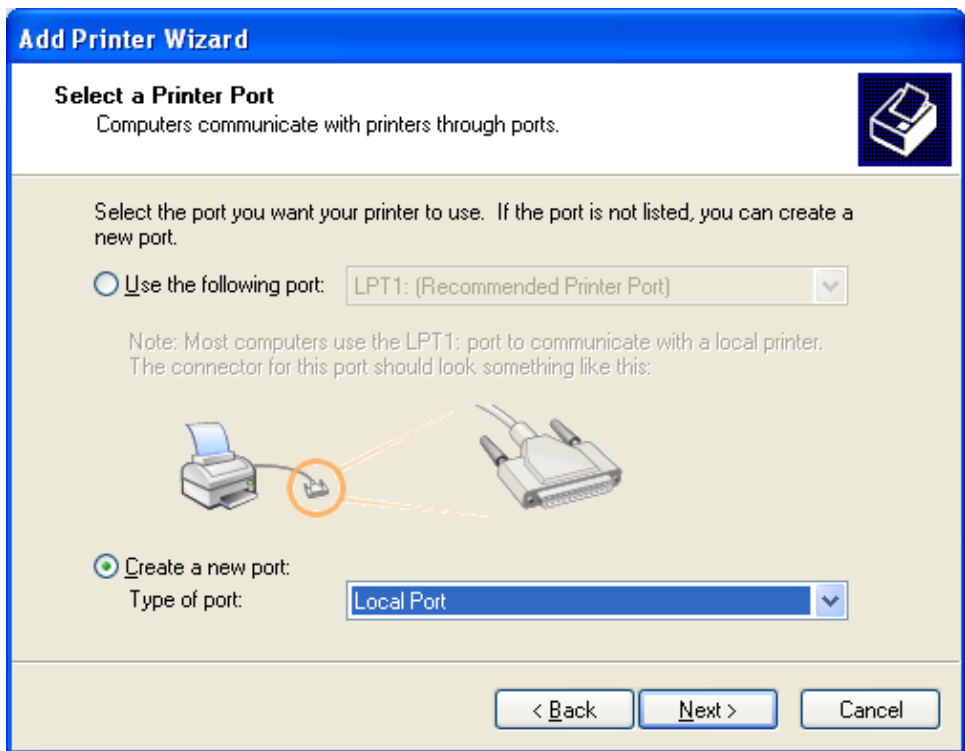 Add Printer Wizard
Select a Printer Port
Computers communicate with printers through ports.
Select the port you want your printer to use.  If the port is not listed, you can create a
new port.
Use the following port: LPT1: (Recommended Printer Port)
Note: Most computers use the LPT1: port to communicate with a local printer.
The connector for this port should look something like this:
Create a new port:
Type of port: Local Port
< Back Next > Cancel